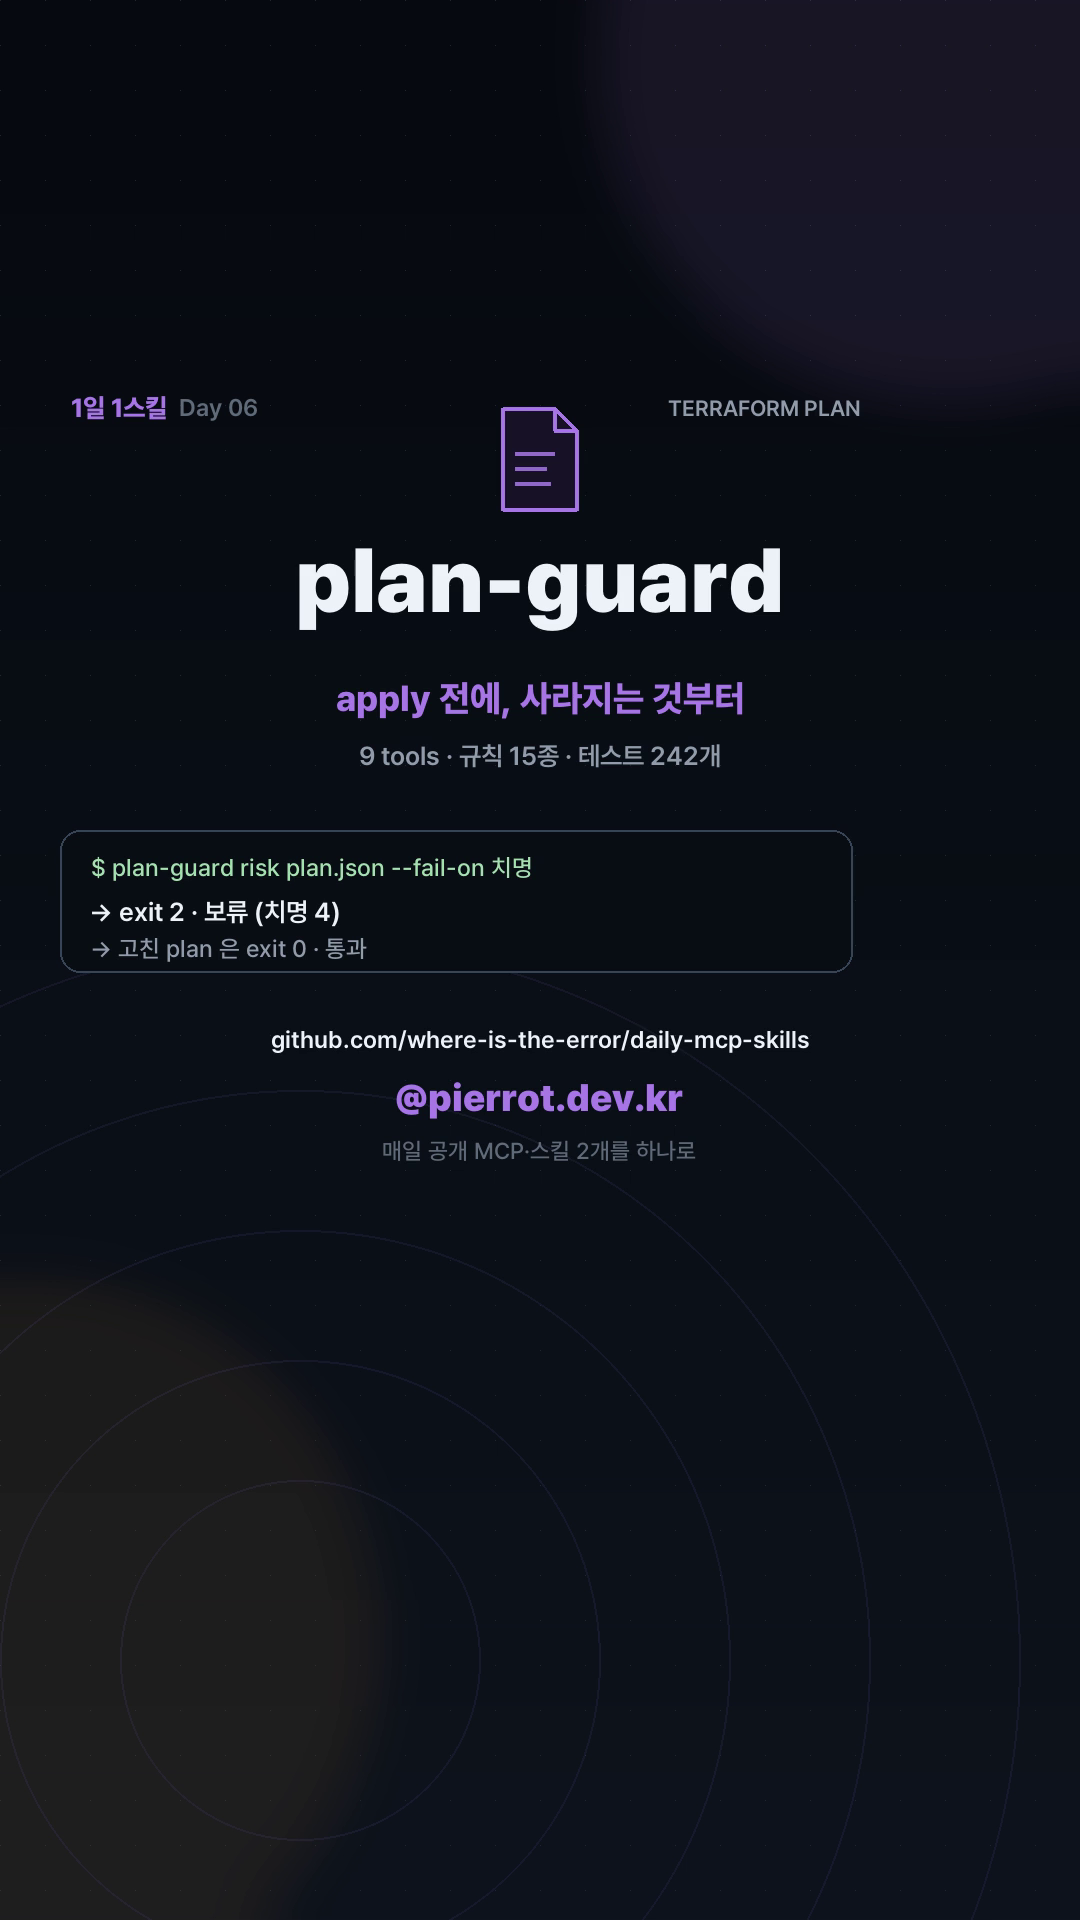 1일 1스킬 Day 06
TERRAFORM PLAN
plan-guard
apply 전에, 사라지는 것부터
9 tools · 규칙 15종 · 테스트 242개
$ plan-guard risk plan.json --fail-on 치명
→ exit 2 · 보류 (치명 4)
→ 고친 plan 은 exit 0 · 통과
github.com/where-is-the-error/daily-mcp-skills
@pierrot.dev.kr
매일 공개 MCP·스킬 2개를 하나로